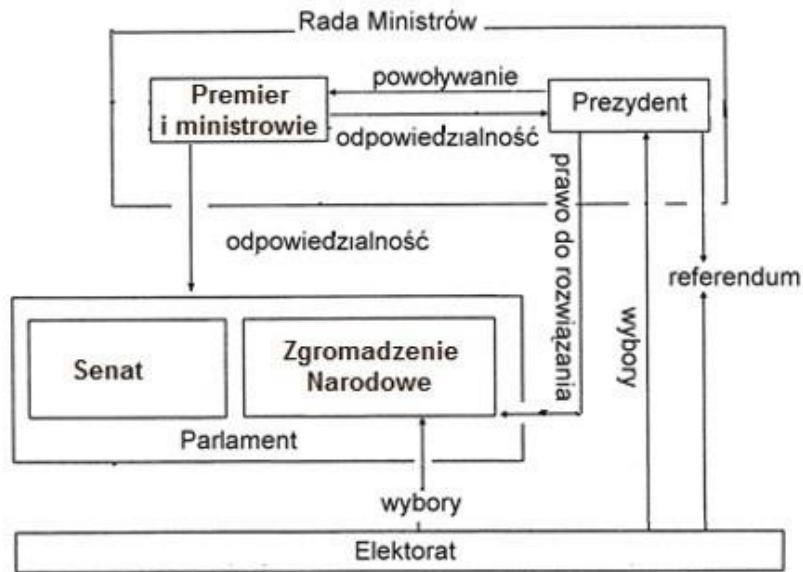 Rada Ministrów
powoływanie
Premier
i ministrowie
Prezydent
odpowiedzialność
odpowiedzialność
prawo do rozwiązania
wybory
referendum
Senat
Zgromadzenie
Narodowe
Parlament
wybory
Elektorat